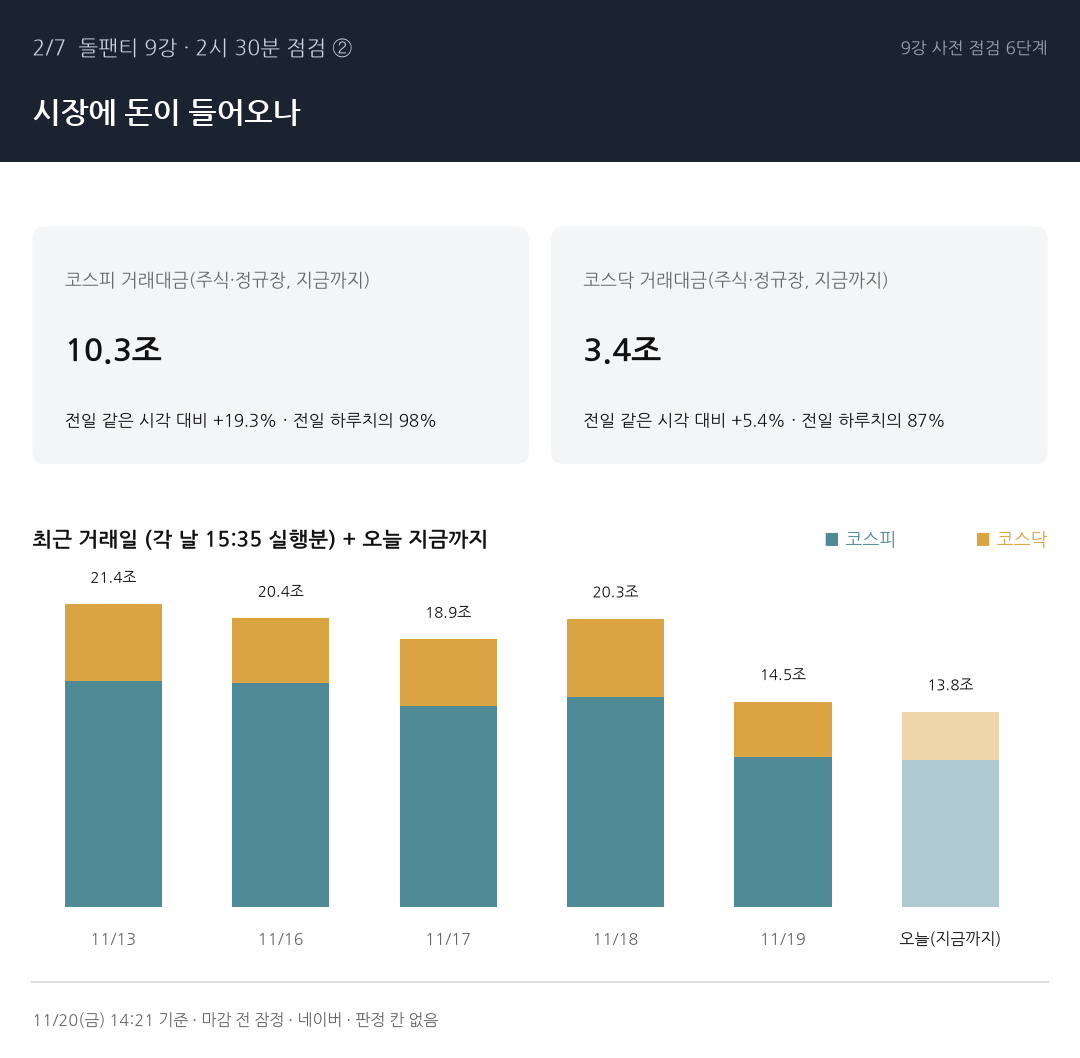 2/7 돌팬티 9강 · 2시 30분 점검 ②
9강 사전 점검 6단계
시장에 돈이 들어오나
코스피 거래대금(주식·정규장, 지금까지)
10.3조
전일 같은 시각 대비 +19.3% · 전일 하루치의 98%
코스닥 거래대금(주식·정규장, 지금까지)
3.4조
전일 같은 시각 대비 +5.4% · 전일 하루치의 87%
최근 거래일 (각 날 15:35 실행분) + 오늘 지금까지
■ 코스피
■ 코스닥
21.4조
20.4조
18.9조
20.3조
14.5조
13.8조
11/13
11/16
11/17
11/18
11/19
오늘(지금까지)
11/20(금) 14:21 기준 · 마감 전 잠정 · 네이버 · 판정 칸 없음